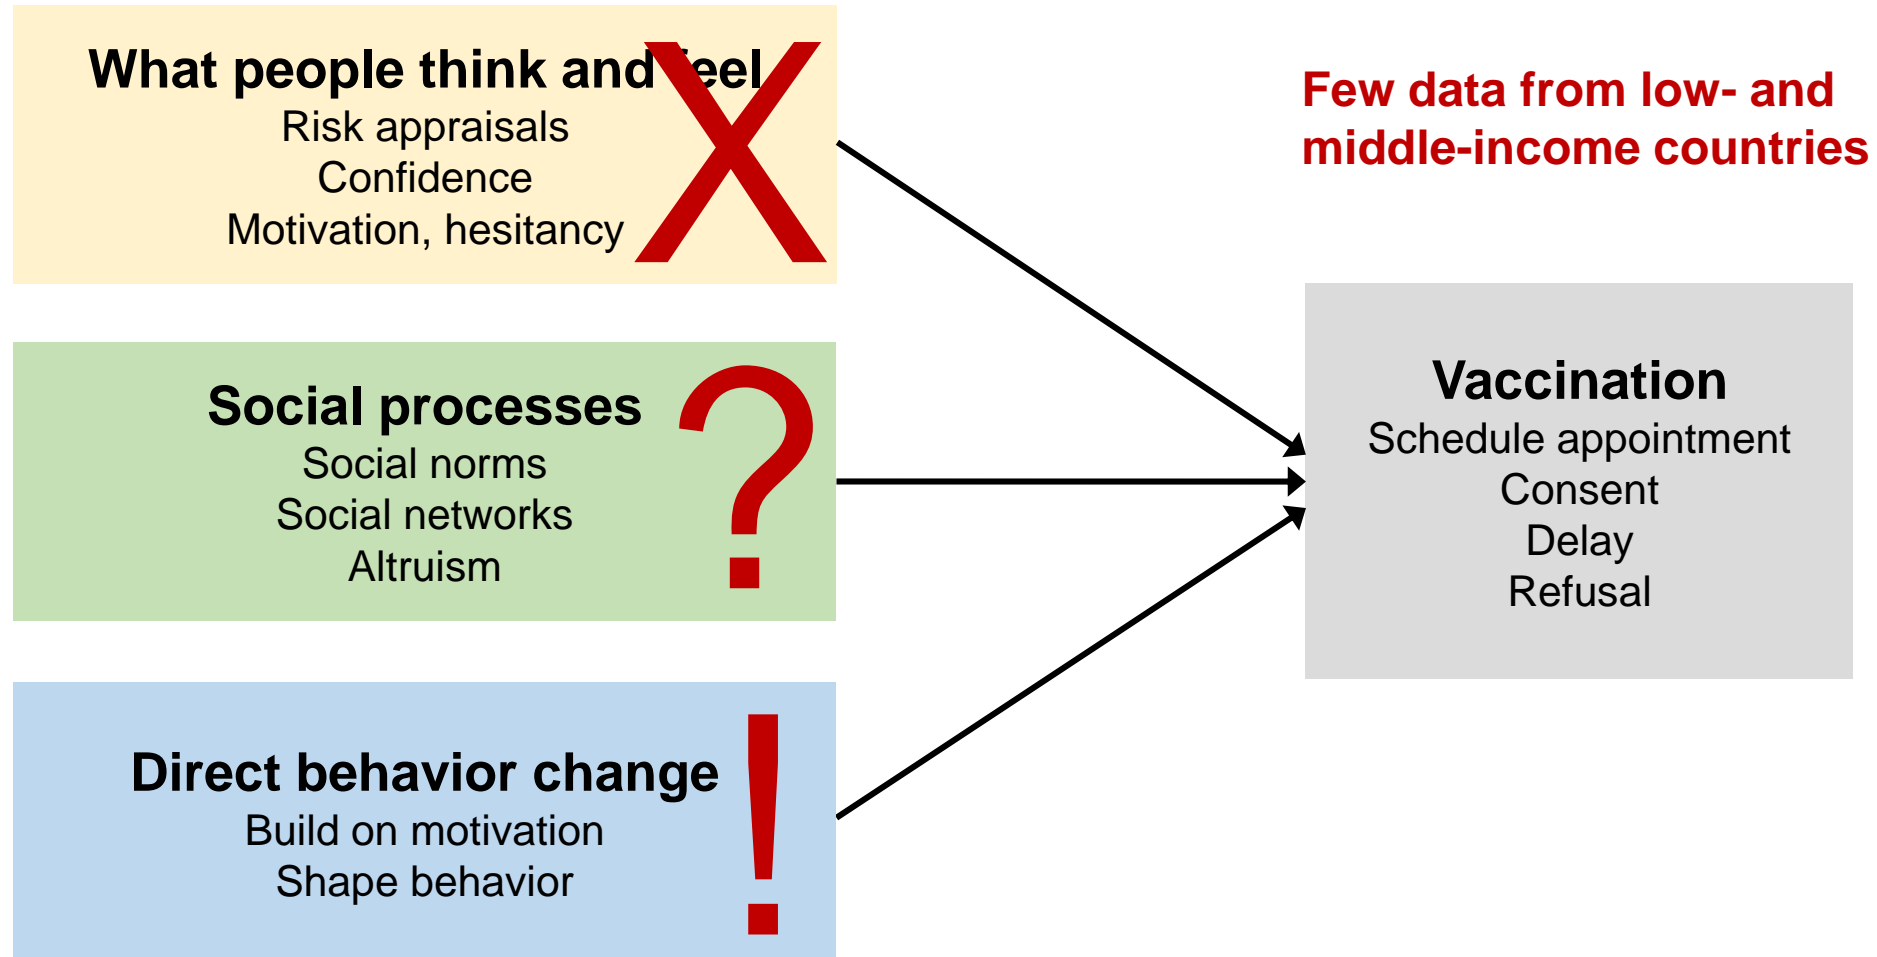 What people think and feel
Risk appraisals
Confidence
Motivation, hesitancy
X
Few data from low- and
middle-income countries
Social processes
Social norms
Social networks
Altruism
?
Vaccination
Schedule appointment
Consent
Delay
Refusal
Direct behavior change
Build on motivation
Shape behavior
!